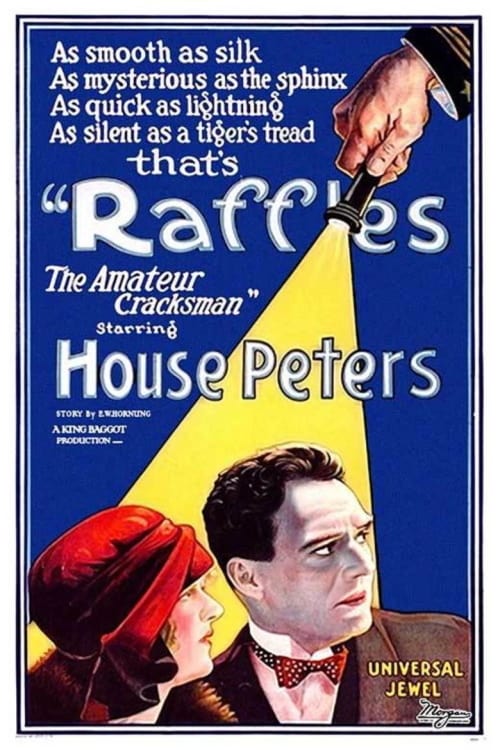 As smooth as silk
As mysterious as the sphinx
As quick as lightning
As silent as a tiger's tread
that's
"Raffles
The Amateur
Cracksman"
Starring
House Peters
STORY By E.W.HORNUNG
A KING BAGGOT
PRODUCTION —
UNIVERSAL
JEWEL
Morgan